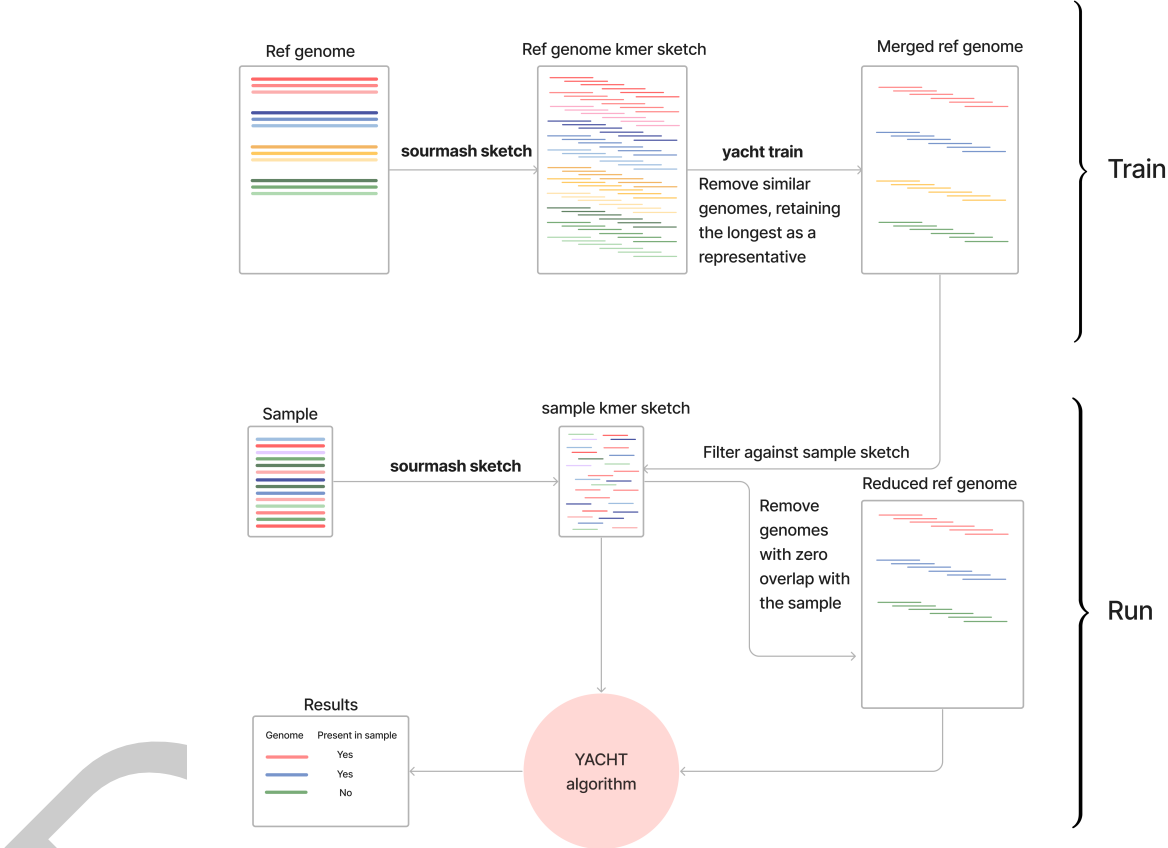 Ref genome
Ref genome kmer sketch
Merged ref genome
sourmash sketch
yacht train
Remove similar
genomes, retaining
the longest as a
representative
Train
Sample
sample kmer sketch
sourmash sketch
Filter against sample sketch
Reduced ref genome
Remove
genomes
with zero
overlap with
the sample
Run
Results
Genome Present in sample
Yes
Yes
No
YACHT
algorithm